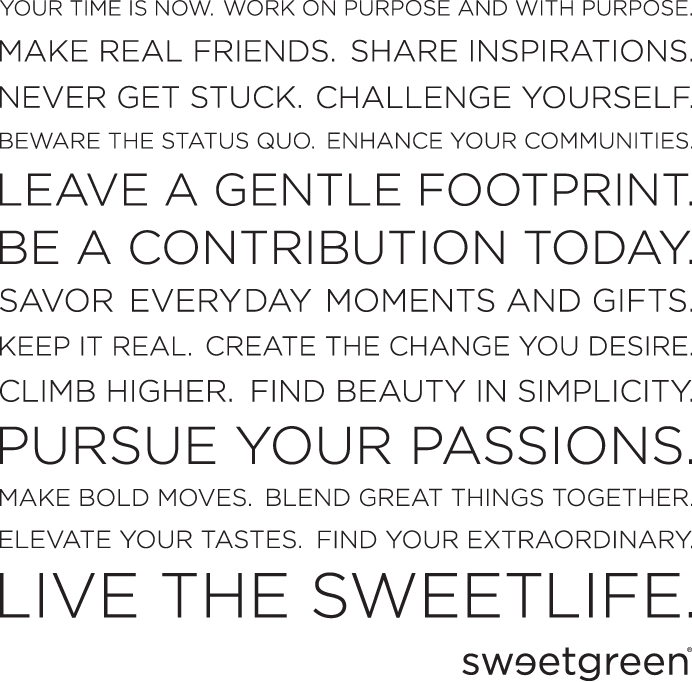 YOUR TIME IS NOW. WORK ON PURPOSE AND WITH PURPOSE.
MAKE REAL FRIENDS. SHARE INSPIRATIONS.
NEVER GET STUCK. CHALLENGE YOURSELF.
BEWARE THE STATUS QUO. ENHANCE YOUR COMMUNITIES.
LEAVE A GENTLE FOOTPRINT.
BE A CONTRIBUTION TODAY.
SAVOR EVERYDAY MOMENTS AND GIFTS.
KEEP IT REAL. CREATE THE CHANGE YOU DESIRE.
CLIMB HIGHER. FIND BEAUTY IN SIMPLICITY.
PURSUE YOUR PASSIONS.
MAKE BOLD MOVES. BLEND GREAT THINGS TOGETHER.
ELEVATE YOUR TASTES. FIND YOUR EXTRAORDINARY.
LIVE THE SWEETLIFE.
sweetgreen®